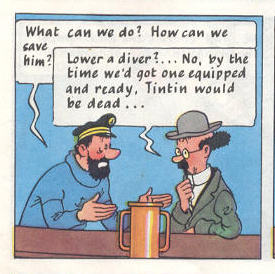 What can we do? How can we
save
him?
Lower a diver?... No, by the
time we'd got one equipped
and ready, Tintin would
be dead ...